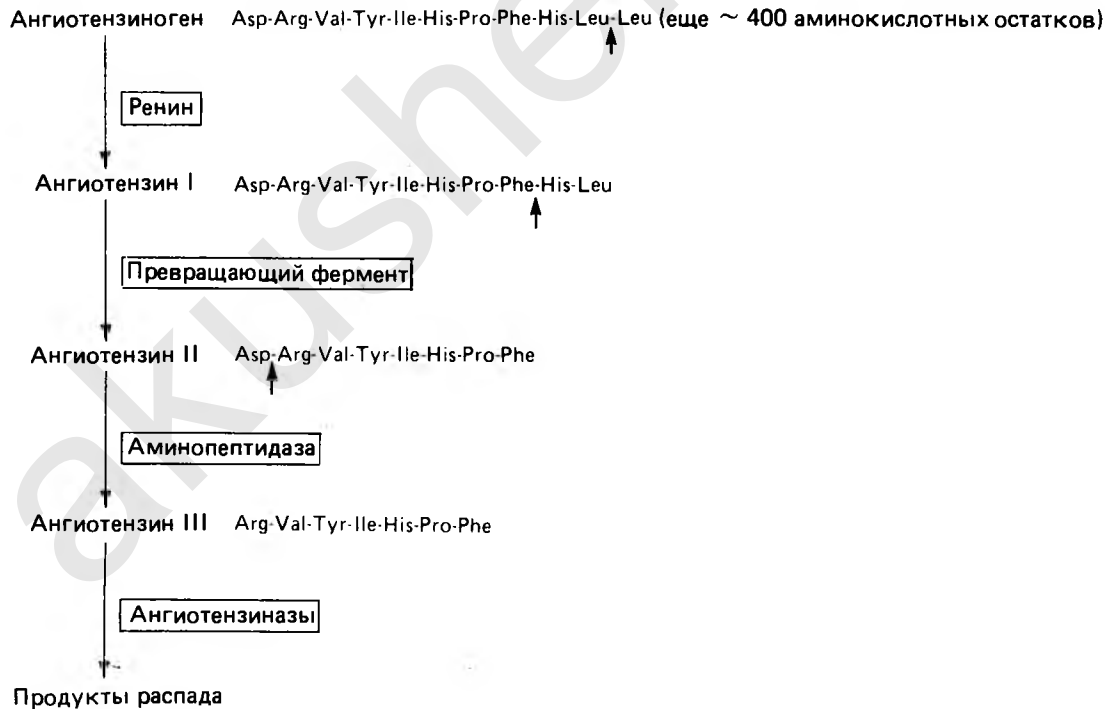 Ангиотензиноген Asp-Arg-Val-Tyr-Ile-His-Pro-Phe-His-Leu-Leu (еще ~ 400 аминокислотных остатков)
Ренин
Ангиотензин I Asp-Arg-Val-Tyr-Ile-His-Pro-Phe-His-Leu
Превращающий фермент
Ангиотензин II Asp-Arg-Val-Tyr-Ile-His-Pro-Phe
Аминопептидаза
Ангиотензин III Arg-Val-Tyr-Ile-His-Pro-Phe
Ангиотензиназы
Продукты распада
akushe